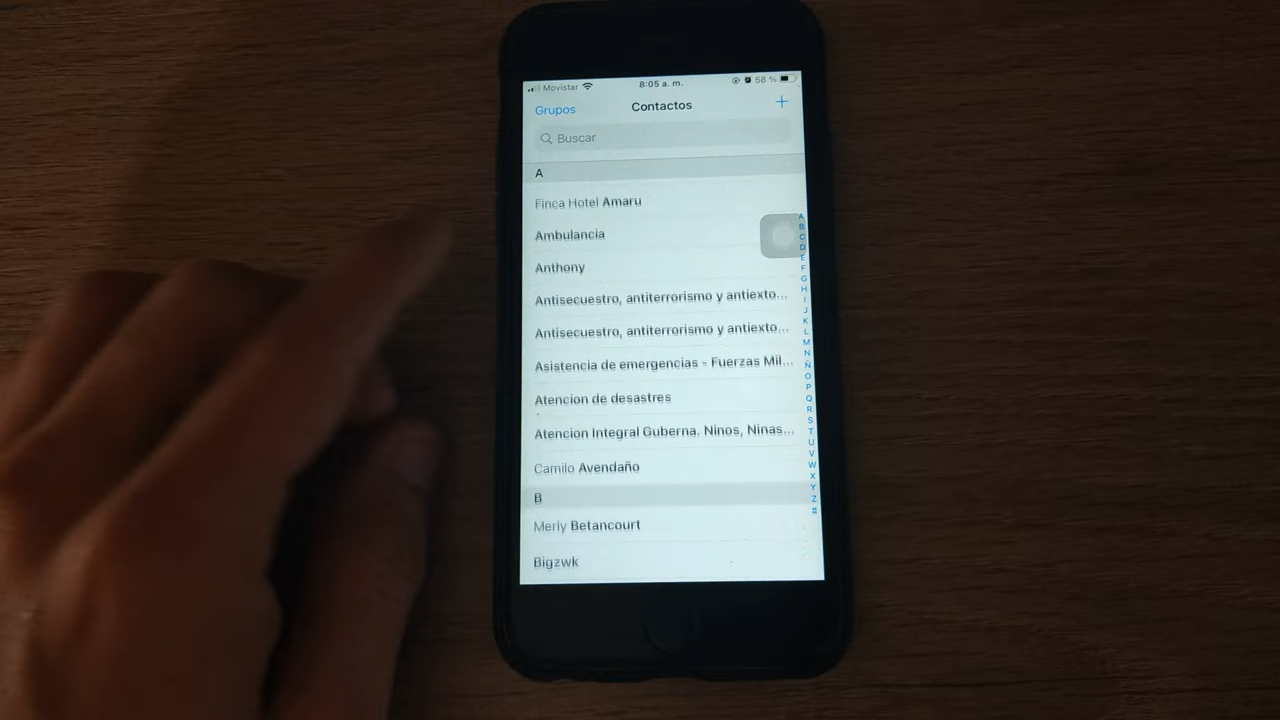 Movistar 8:05 a. m. 58 %
Grupos Contactos +
Buscar
A
Finca Hotel Amaru
Ambulancia
Anthony
Antisecuestro, antiterrorismo y antiexto...
Antisecuestro, antiterrorismo y antiexto...
Asistencia de emergencias - Fuerzas Mil...
Atencion de desastres
Atencion Integral Guberna. Ninos, Ninas...
Camilo Avendaño
B
Merly Betancourt
Bigzwk
A
B
C
D
E
F
G
H
I
J
K
L
M
N
Ñ
O
P
Q
R
S
T
U
V
W
X
Y
Z
#